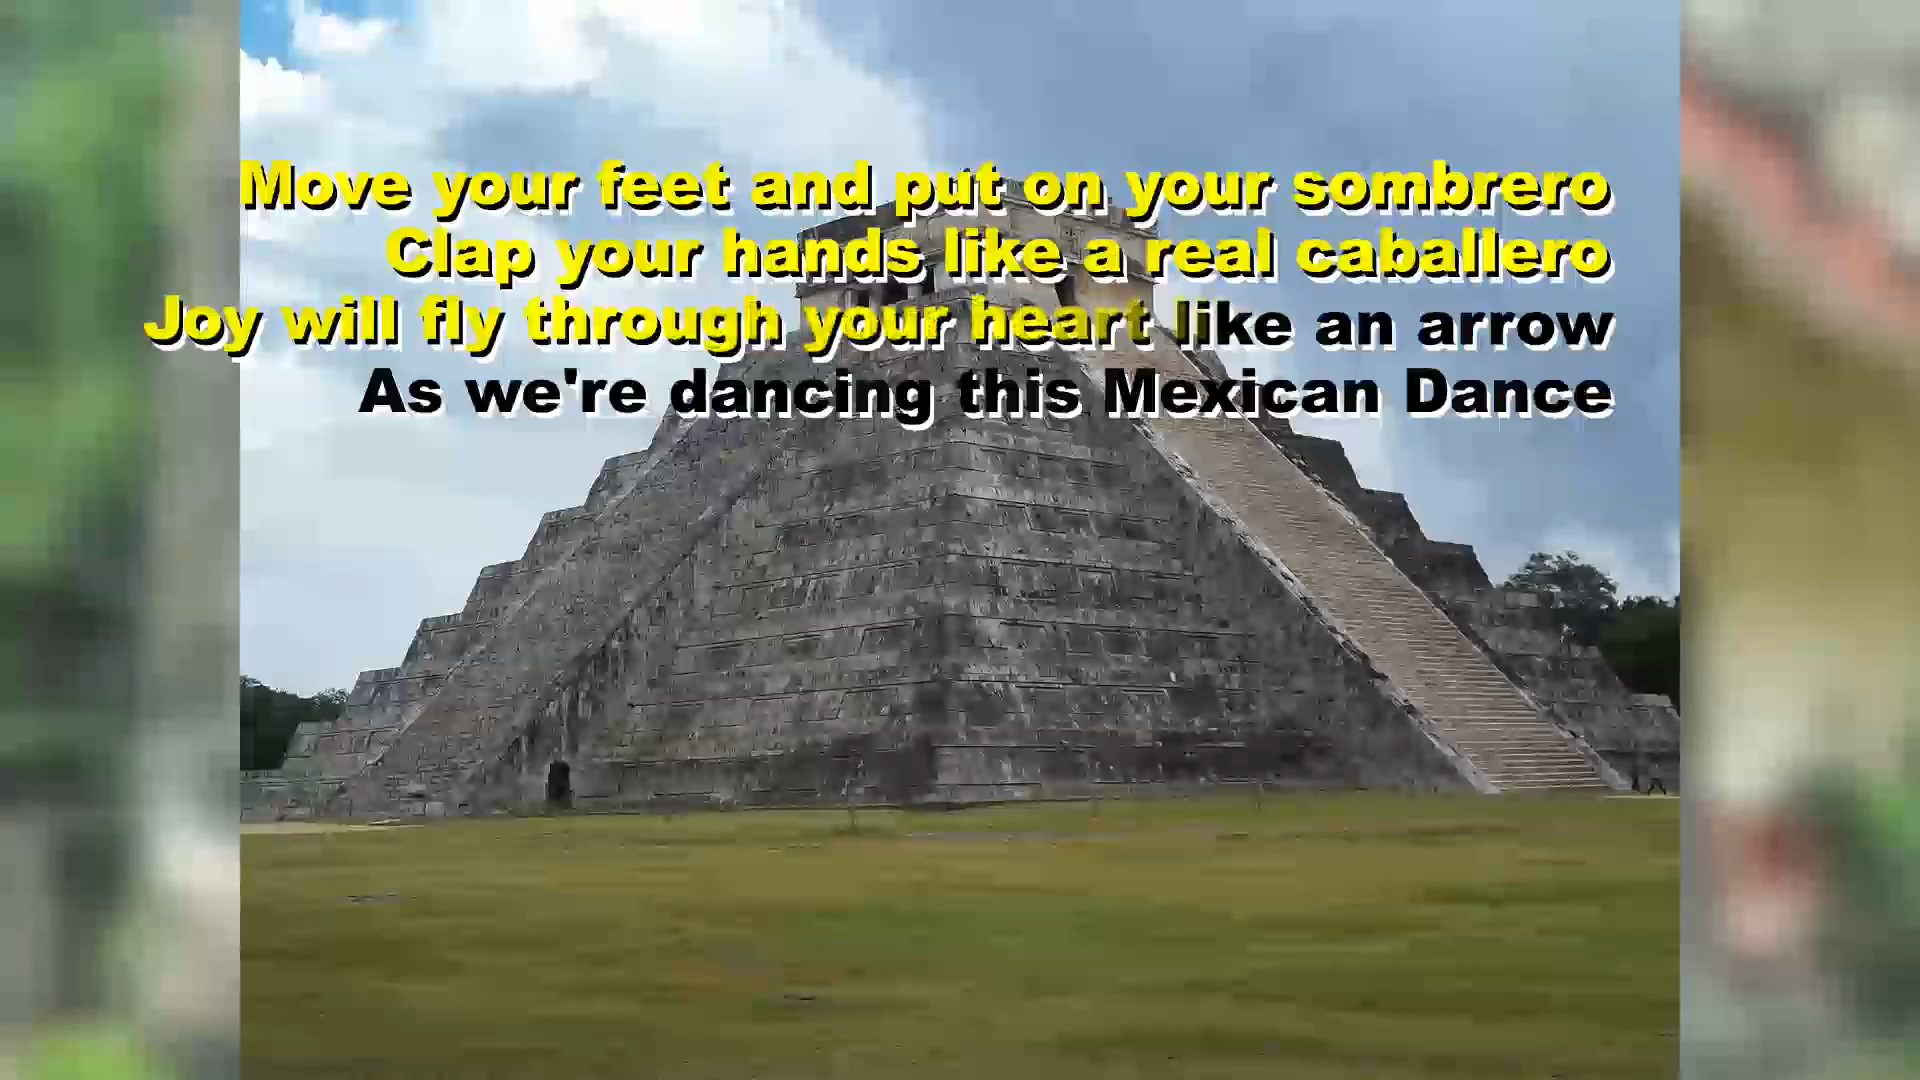 Move your feet and put on your sombrero
Clap your hands like a real caballero
Joy will fly through your heart like an arrow
As we're dancing this Mexican Dance